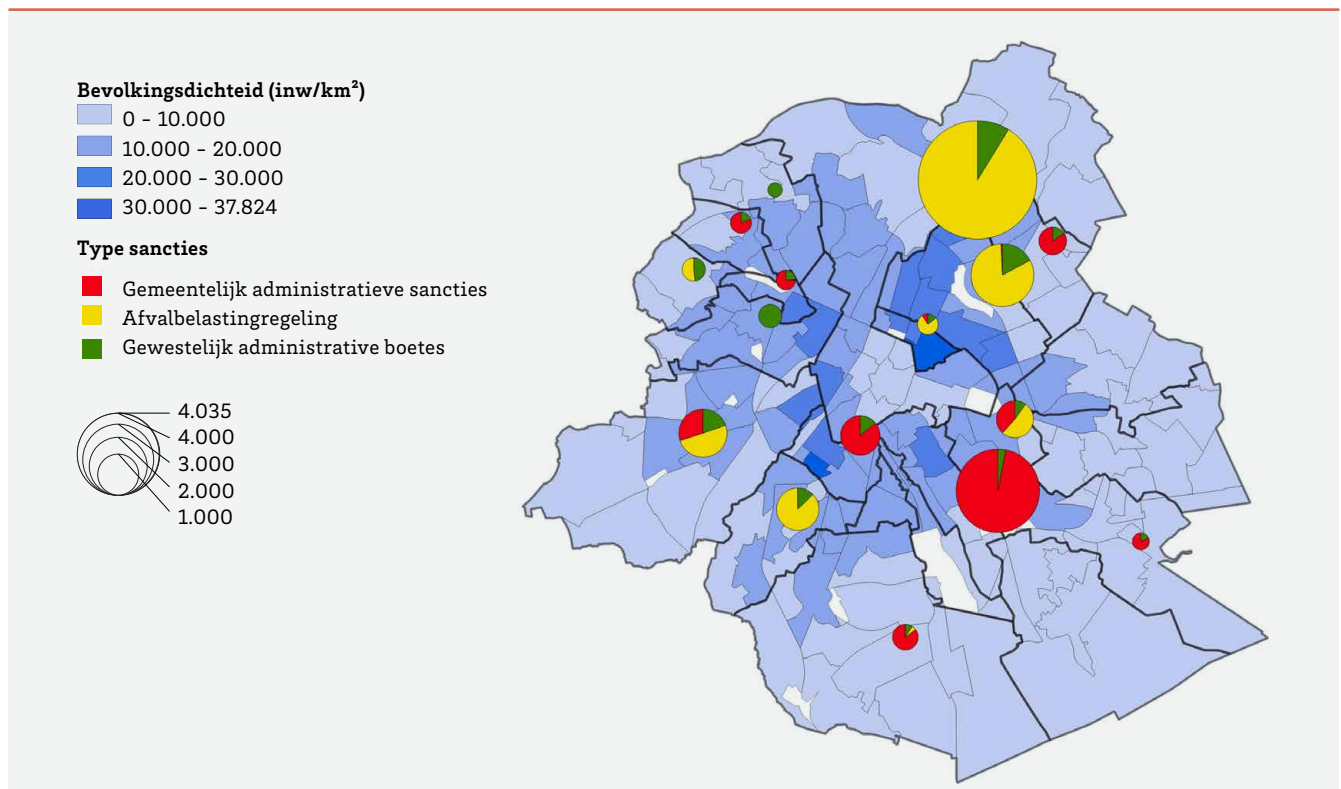 Bevolkingsdichteid (inw/km²)
0 - 10.000
10.000 - 20.000
20.000 - 30.000
30.000 - 37.824
Type sancties
Gemeentelijk administratieve sancties
Afvalbelastingregeling
Gewestelijk administrative boetes
4.035
4.000
3.000
2.000
1.000